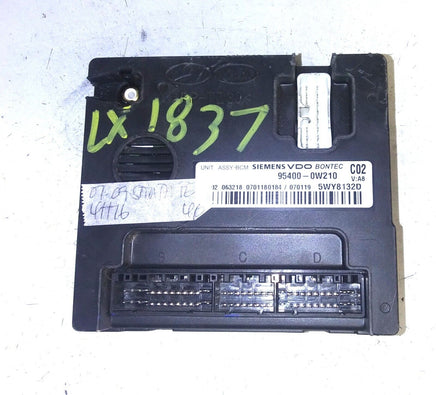 LX 1837
UNIT ASSY-BCM SIEMENS VDO BONTEC C02
95400-0W210 V:A8
12 063218 0701180184 / 070119 5WY8132D
07-09 SANTA FE
B C D